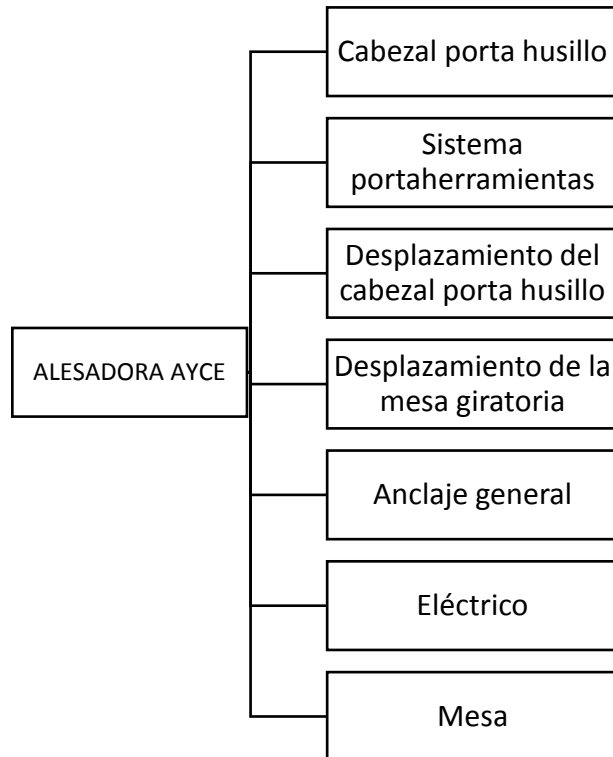 Cabezal porta husillo
Sistema
portaherramientas
Desplazamiento del
cabezal porta husillo
ALESADORA AYCE
Desplazamiento de la
mesa giratoria
Anclaje general
Eléctrico
Mesa